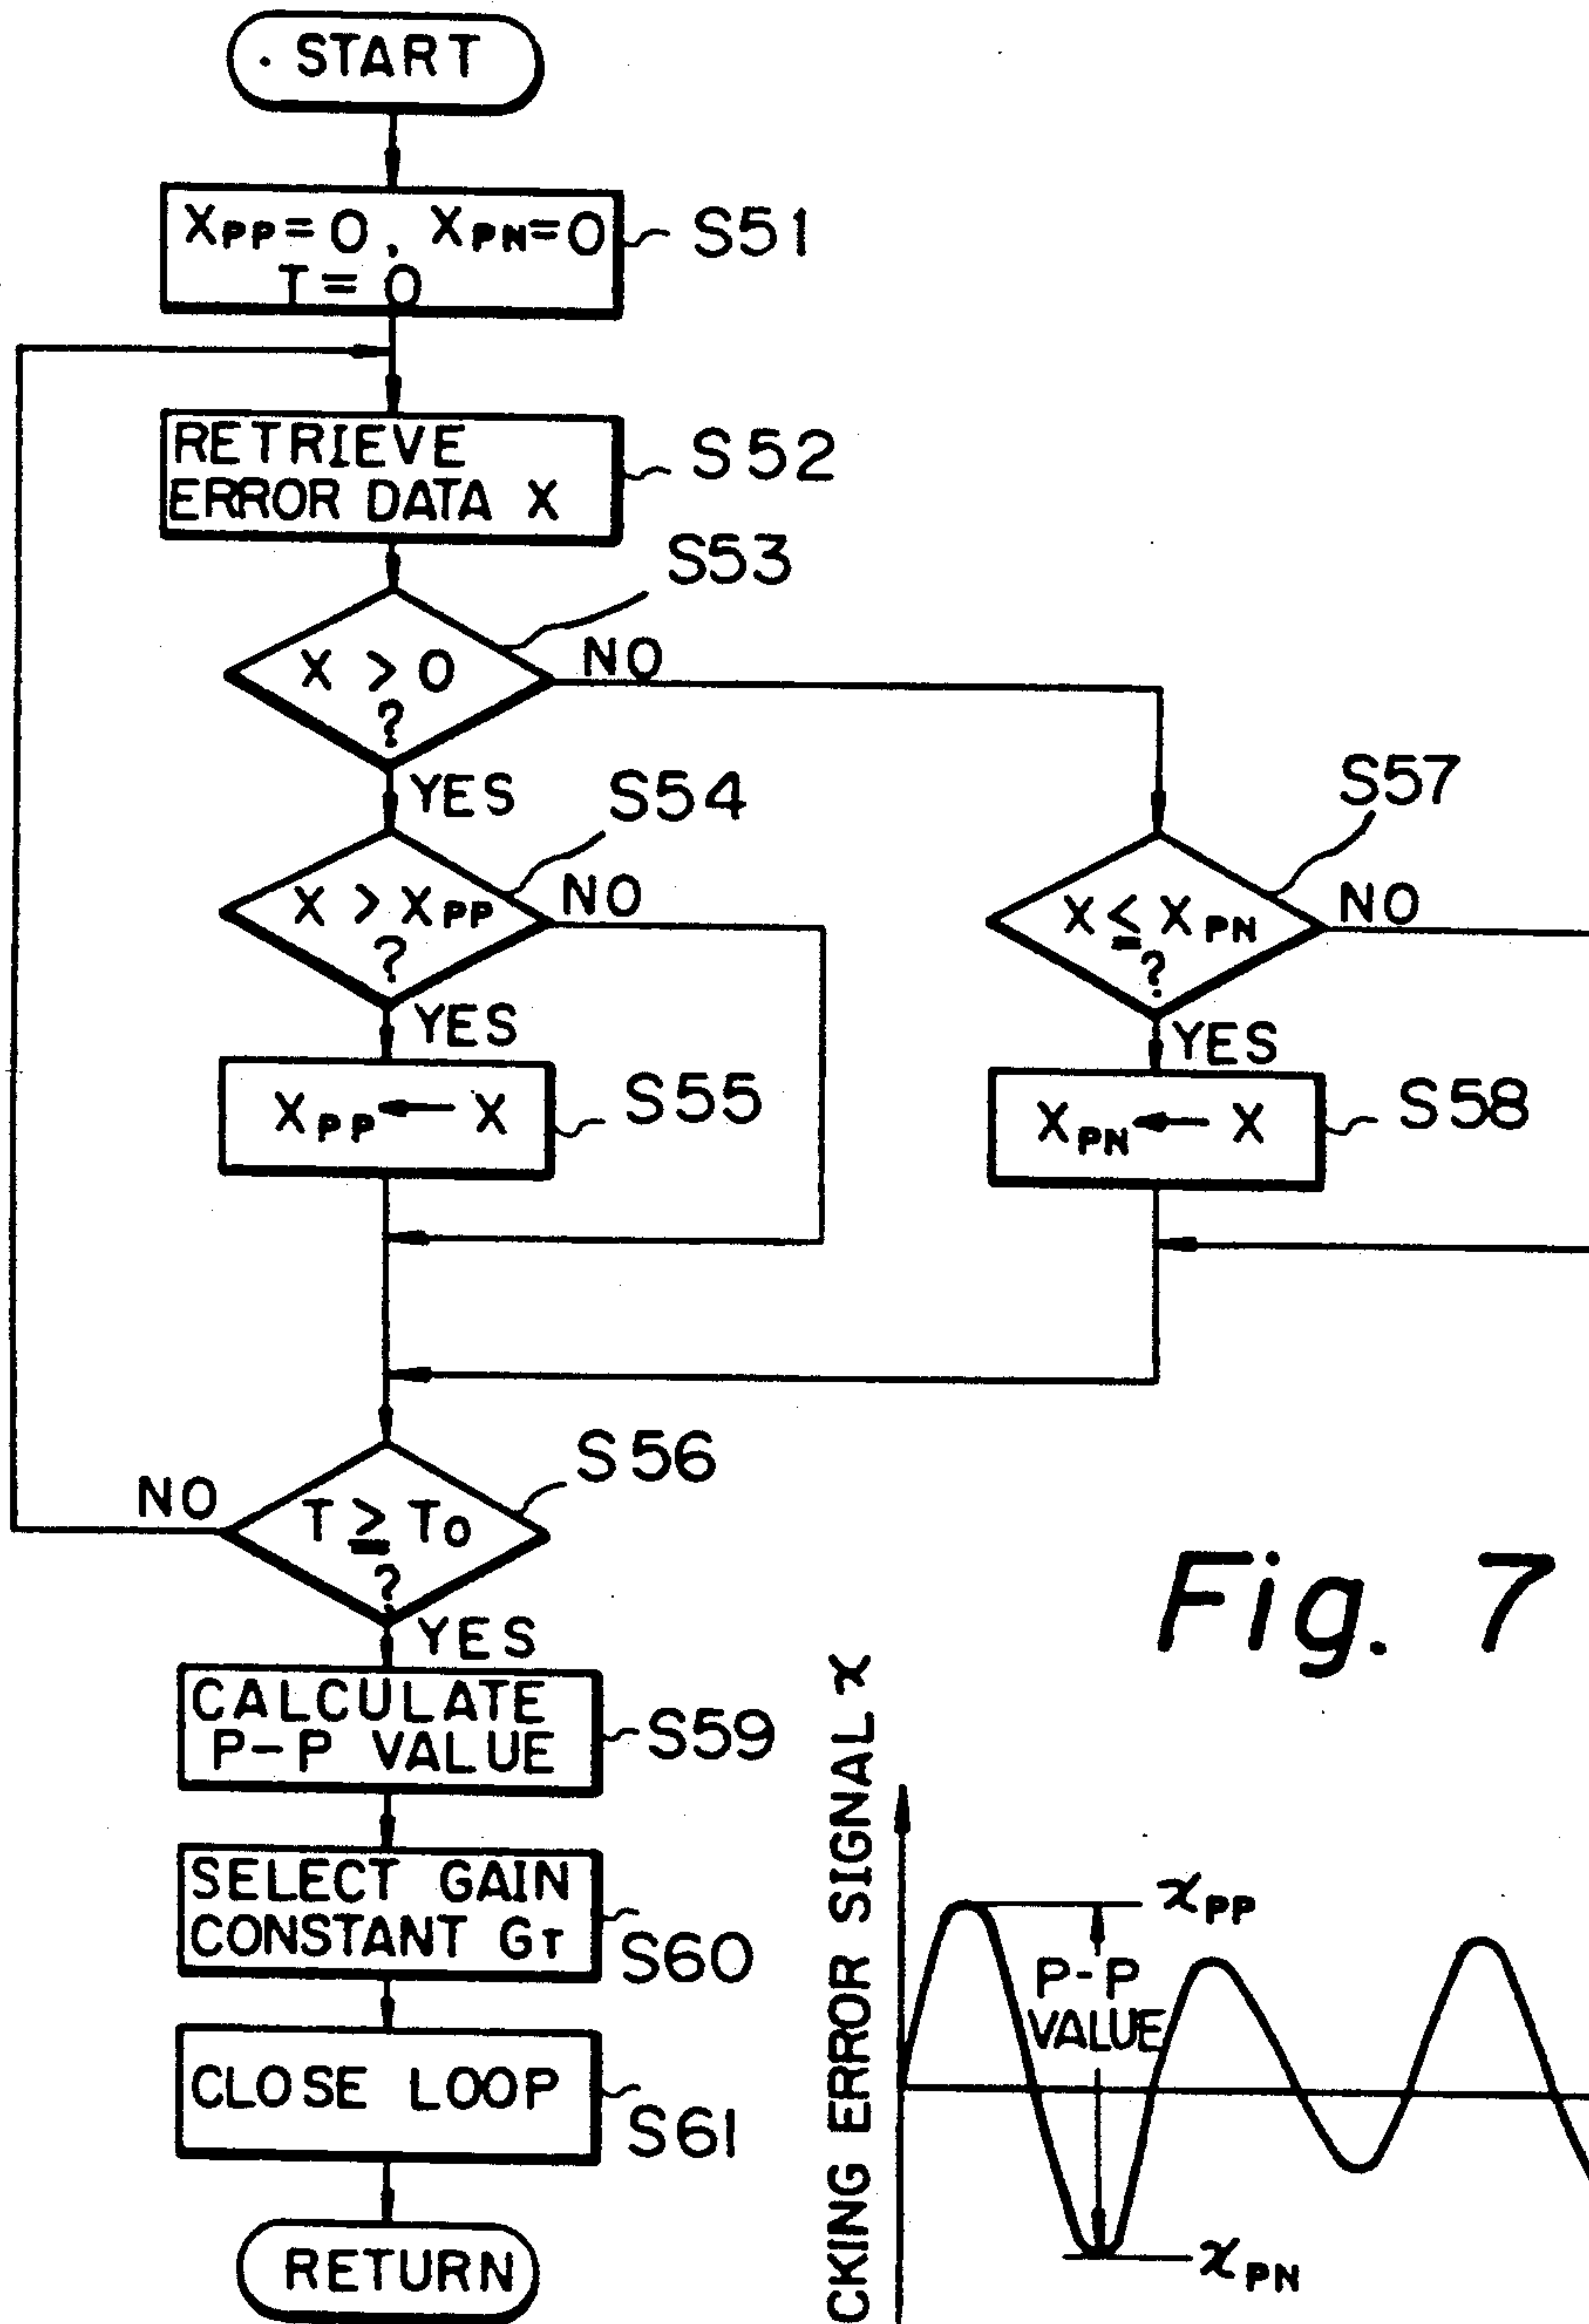 START
XPP=0, XPN=0
T=0
S51
RETRIEVE
ERROR DATA X
S52
S53
X > 0
?
NO
YES
S54
X > XPP
?
NO
YES
XPP ← X
S55
S57
X ≤ XPN
?
NO
YES
XPN ← X
S58
S56
T ≥ To
?
NO
YES
CALCULATE
P-P VALUE
S59
SELECT GAIN
CONSTANT GT
S60
CLOSE LOOP
S61
RETURN
Fig. 7
CKING ERROR SIGNAL x
xPP
P-P
VALUE
xPN